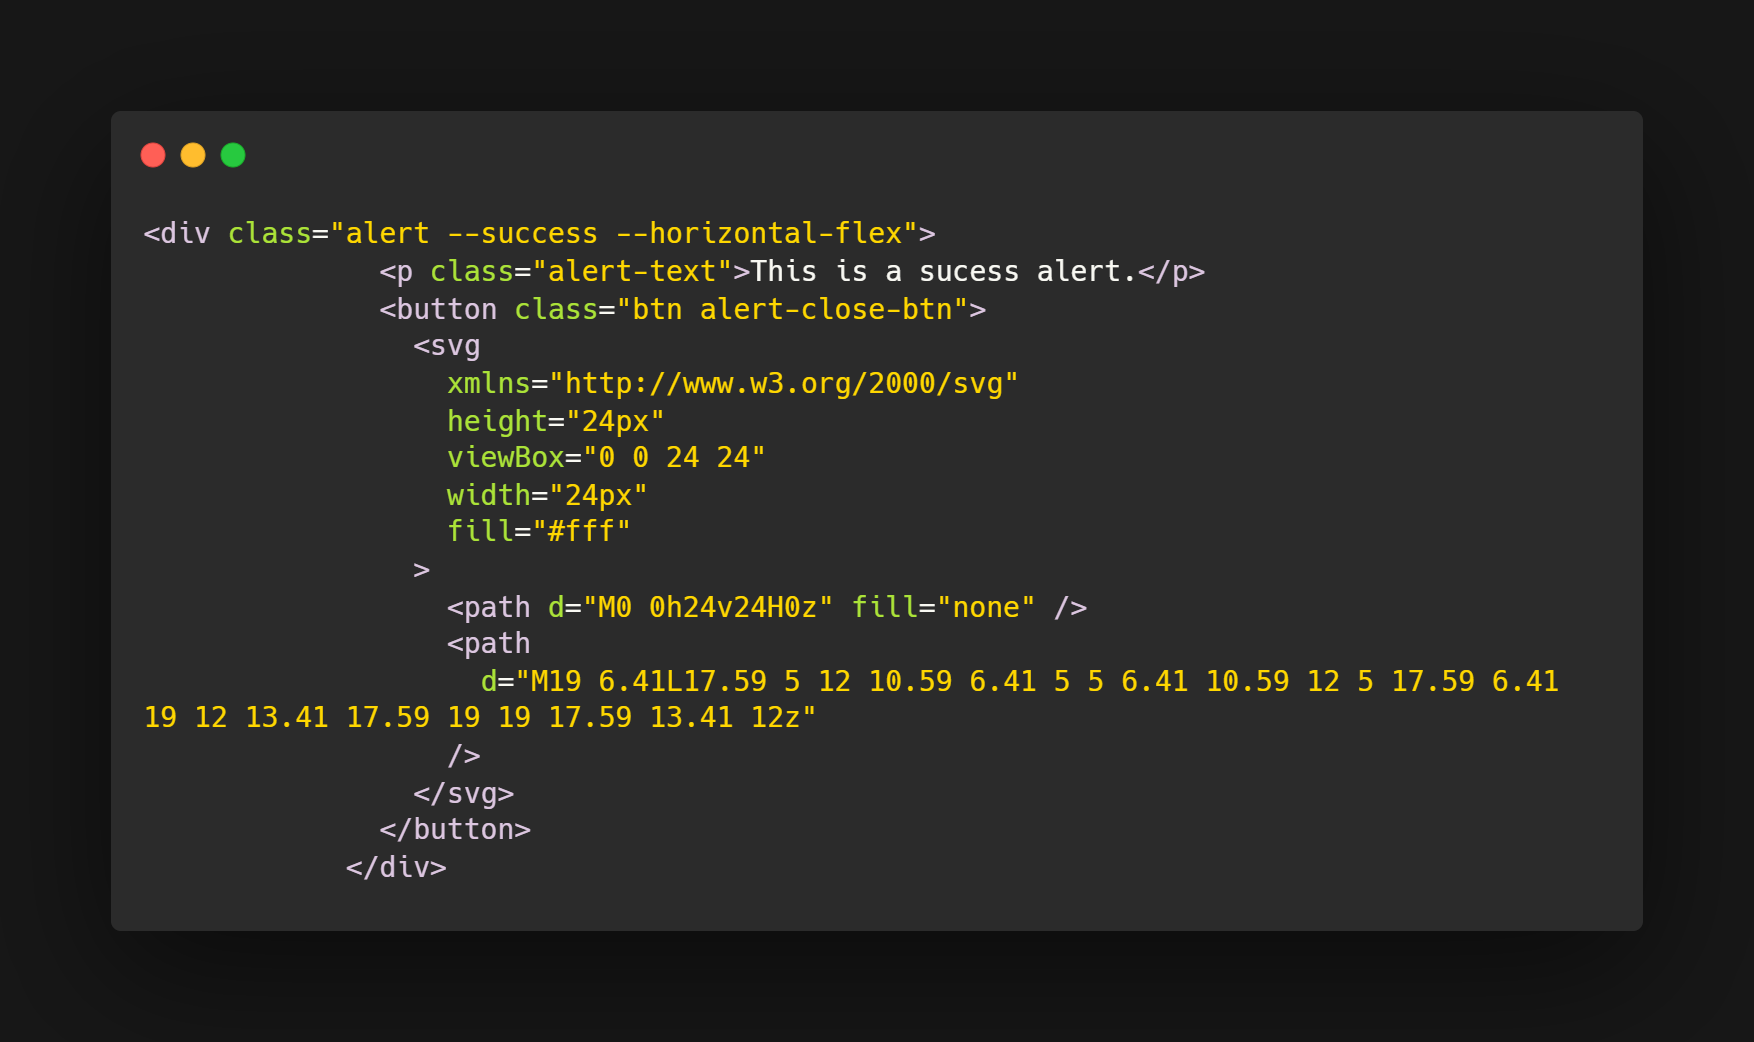 <div class="alert --success --horizontal-flex">
              <p class="alert-text">This is a sucess alert.</p>
              <button class="btn alert-close-btn">
                <svg
                  xmlns="http://www.w3.org/2000/svg"
                  height="24px"
                  viewBox="0 0 24 24"
                  width="24px"
                  fill="#fff"
                >
                  <path d="M0 0h24v24H0z" fill="none" />
                  <path
                    d="M19 6.41L17.59 5 12 10.59 6.41 5 5 6.41 10.59 12 5 17.59 6.41
19 12 13.41 17.59 19 19 17.59 13.41 12z"
                  />
                </svg>
              </button>
            </div>